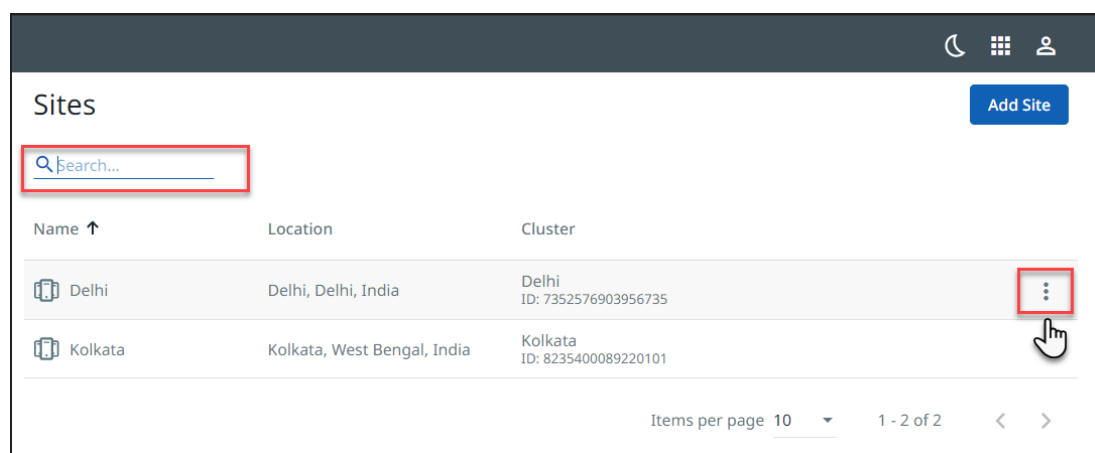 Sites
Add Site
Search...
Name Location Cluster
Delhi Delhi, Delhi, India Delhi
ID: 7352576903956735
Kolkata Kolkata, West Bengal, India Kolkata
ID: 8235400089220101
Items per page 10 1 - 2 of 2